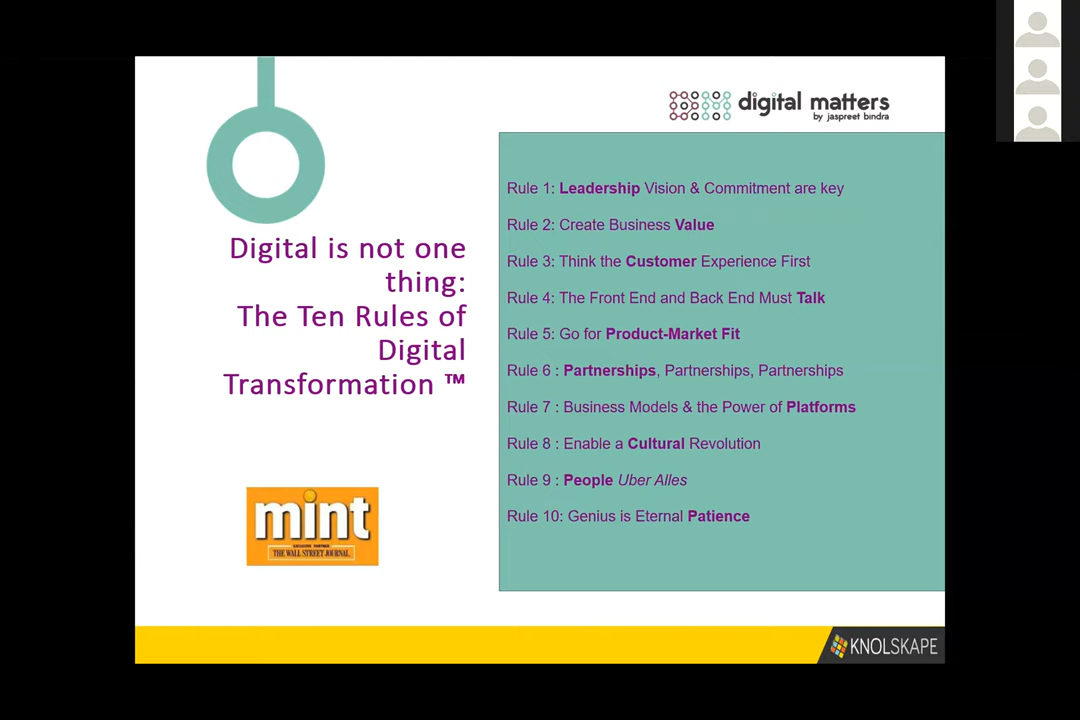 digital matters
by jaspreet bindra
Digital is not one
thing:
The Ten Rules of
Digital
Transformation ™
Rule 1: Leadership Vision & Commitment are key
Rule 2: Create Business Value
Rule 3: Think the Customer Experience First
Rule 4: The Front End and Back End Must Talk
Rule 5: Go for Product-Market Fit
Rule 6 : Partnerships, Partnerships, Partnerships
Rule 7 : Business Models & the Power of Platforms
Rule 8 : Enable a Cultural Revolution
Rule 9 : People Uber Alles
Rule 10: Genius is Eternal Patience
mint
THE WALL STREET JOURNAL.
KNOLSKAPE